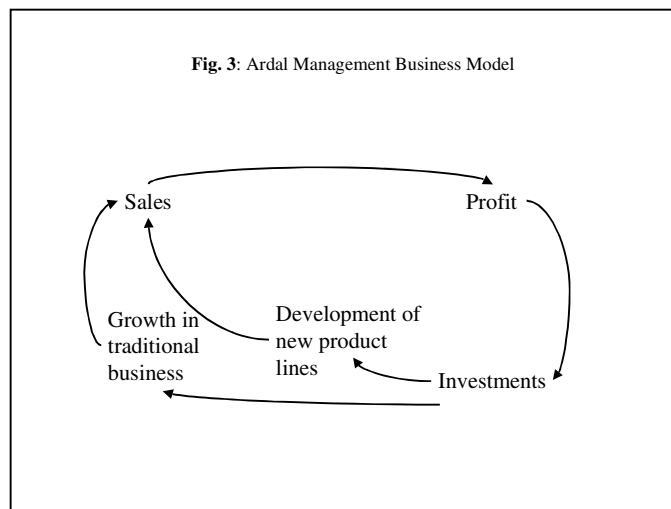 Fig. 3: Ardal Management Business Model
Sales
Profit
Growth in
traditional
business
Development of
new product
lines
Investments